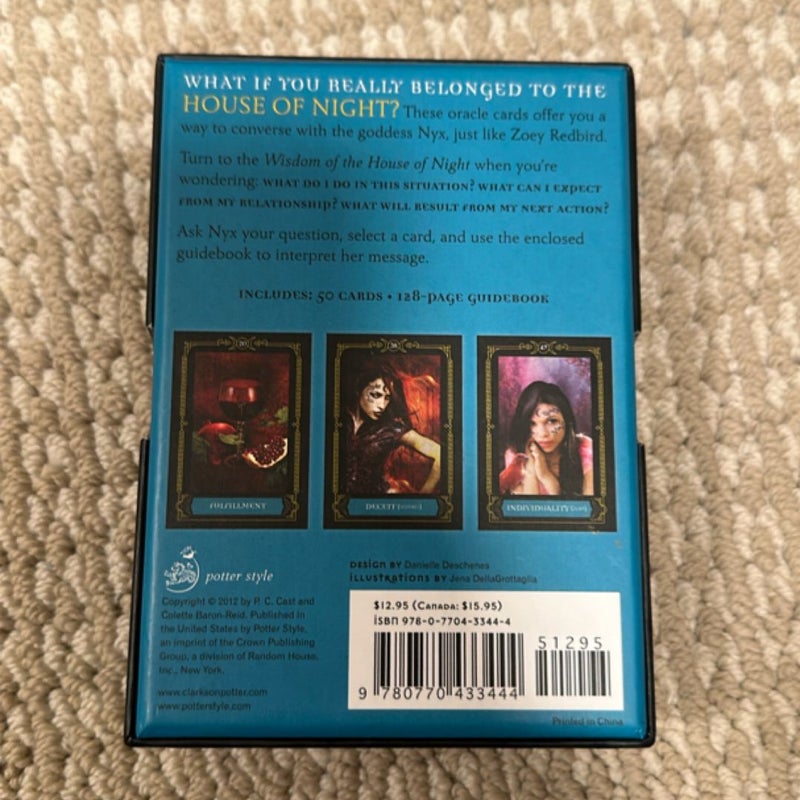 WHAT IF YOU REALLY BELONGED TO THE
HOUSE OF NIGHT? These oracle cards offer you a
way to converse with the goddess Nyx, just like Zoey Redbird.
Turn to the Wisdom of the House of Night when you're
wondering: WHAT DO I DO IN THIS SITUATION? WHAT CAN I EXPECT
FROM MY RELATIONSHIP? WHAT WILL RESULT FROM MY NEXT ACTION?
Ask Nyx your question, select a card, and use the enclosed
guidebook to interpret her message.
INCLUDES: 50 CARDS • 128-PAGE GUIDEBOOK
20
38
47
FULFILLMENT
DECEIT
INDIVIDUALITY
potter style
DESIGN BY Danielle Deschenes
ILLUSTRATIONS BY Jena DellaGrottaglia
Copyright © 2012 by P. C. Cast and
Colette Baron-Reid. Published in
the United States by Potter Style,
an imprint of the Crown Publishing
Group, a division of Random House,
Inc., New York.
www.clarksonpotter.com
www.potterstyle.com
$12.95 (CANADA: $15.95)
ISBN 978-0-7704-3344-4
51295
9 780770 433444
Printed in China